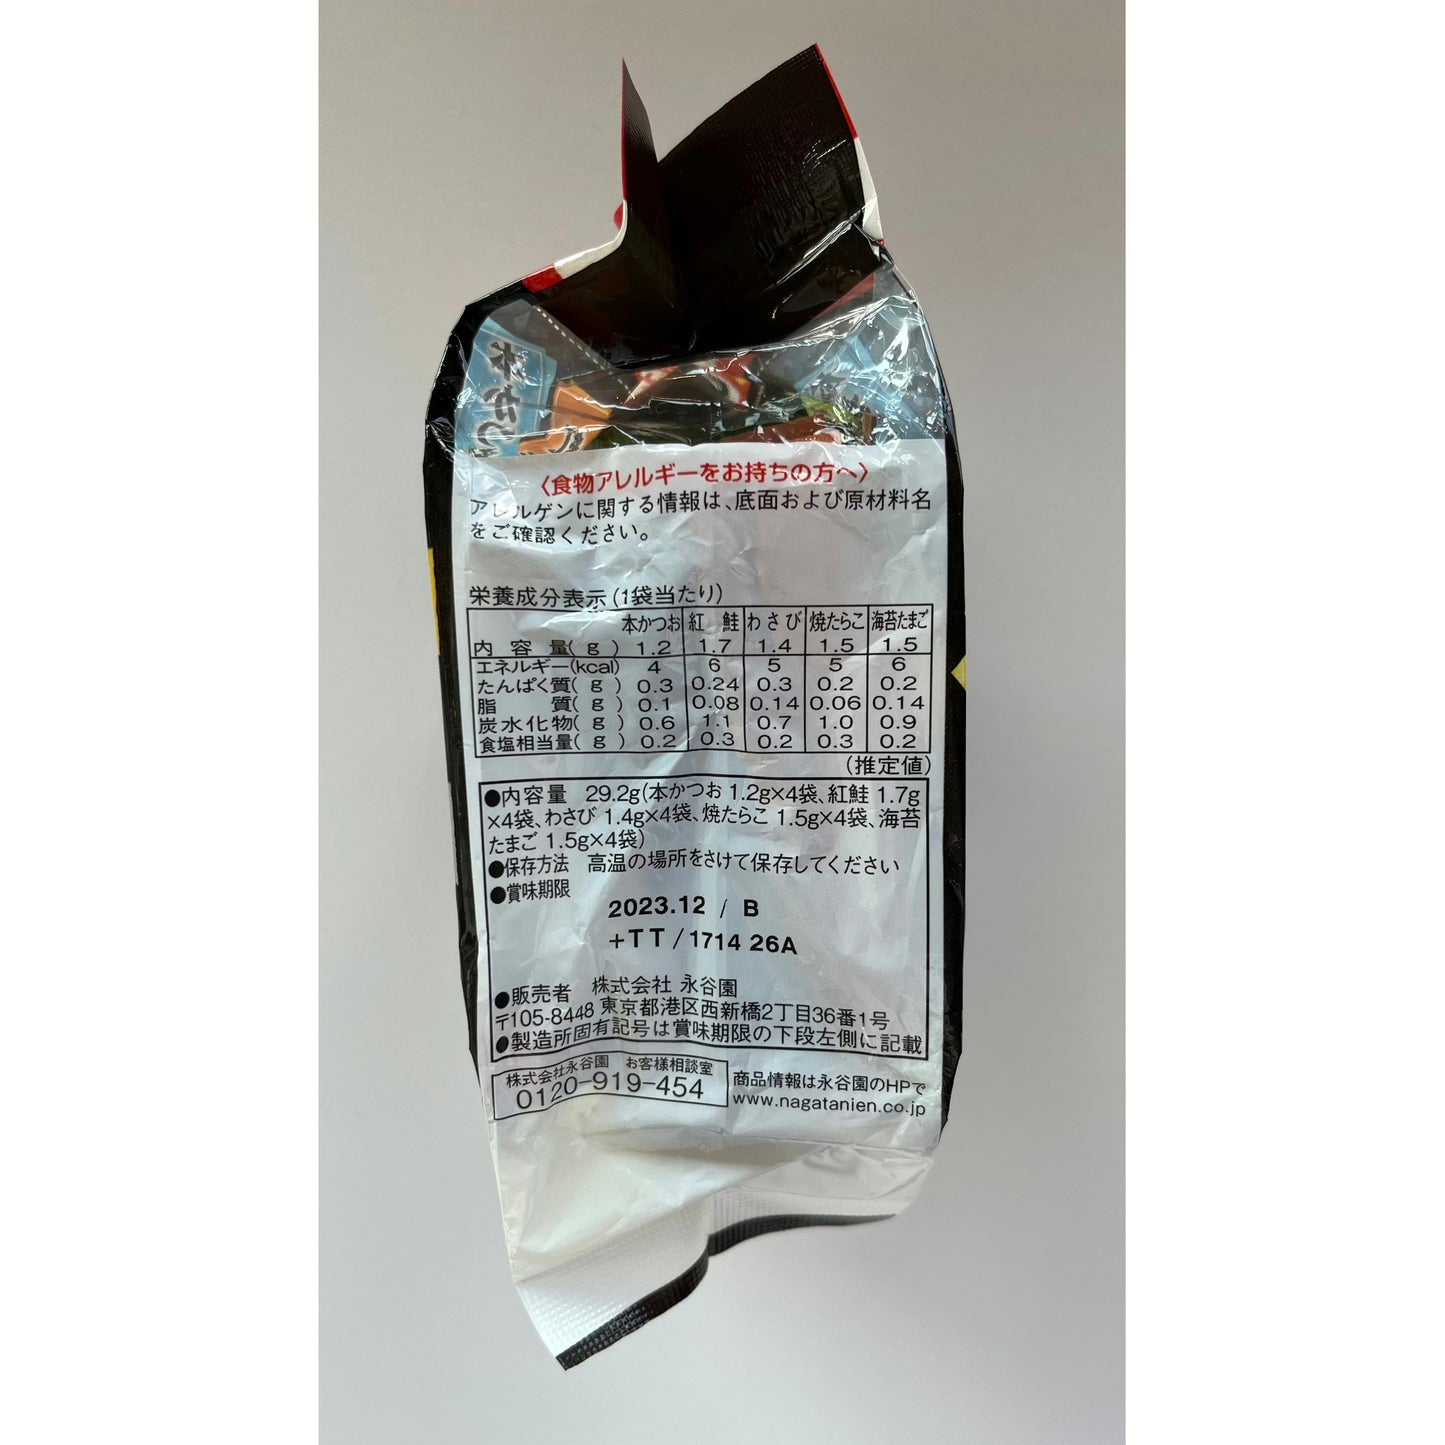 本かつ
〈食物アレルギーをお持ちの方へ〉
アレルゲンに関する情報は、底面および原材料名
をご確認ください。
栄養成分表示(1袋当たり)
本かつお 紅鮭 わさび 焼たらこ 海苔たまご
内容量(g) 1.2 1.7 1.4 1.5 1.5
エネルギー(kcal) 4 6 5 5 6
たんぱく質(g) 0.3 0.24 0.3 0.2 0.2
脂質(g) 0.1 0.08 0.14 0.06 0.14
炭水化物(g) 0.6 1.1 0.7 1.0 0.9
食塩相当量(g) 0.2 0.3 0.2 0.3 0.2
(推定値)
●内容量 29.2g(本かつお 1.2g×4袋、紅鮭 1.7g
×4袋、わさび 1.4g×4袋、焼たらこ 1.5g×4袋、海苔
たまご 1.5g×4袋)
●保存方法 高温の場所をさけて保存してください
●賞味期限
2023.12 / B
+TT / 1714 26A
●販売者 株式会社 永谷園
〒105-8448 東京都港区西新橋2丁目36番1号
●製造所固有記号は賞味期限の下段左側に記載
株式会社永谷園 お客様相談室
0120-919-454
商品情報は永谷園のHPで
www.nagatanien.co.jp